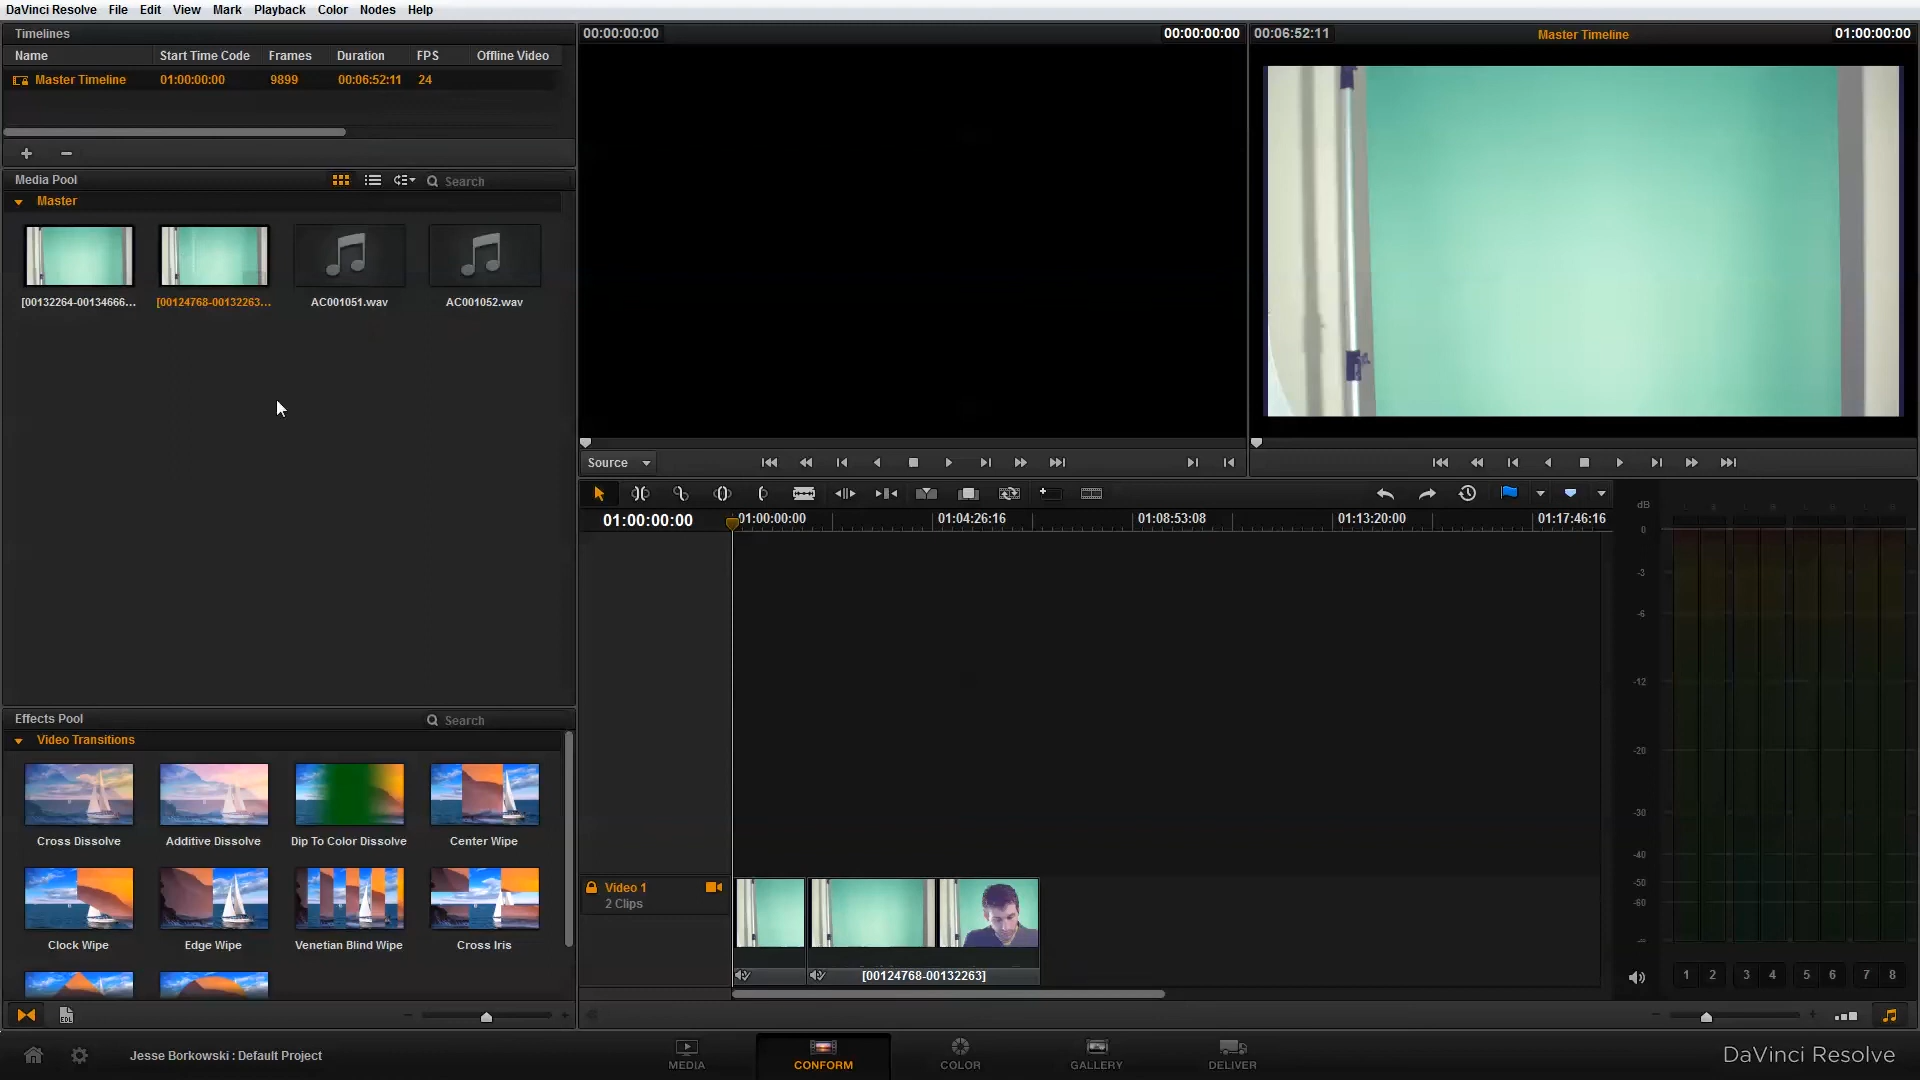 DaVinci Resolve File Edit View Mark Playback Color Nodes Help
Timelines
Name Start Time Code Frames Duration FPS Offline Video
Master Timeline 01:00:00:00 9899 00:06:52:11 24
00:00:00:00 00:00:00:00
00:06:52:11 Master Timeline 01:00:00:00
Media Pool Search
Master
[00132264-00134666... [00124768-00132263... AC001051.wav AC001052.wav
Source
01:00:00:00 01:00:00:00 01:04:26:16 01:08:53:08 01:13:20:00 01:17:46:16
Effects Pool Search
Video Transitions
Cross Dissolve Additive Dissolve Dip To Color Dissolve Center Wipe
Clock Wipe Edge Wipe Venetian Blind Wipe Cross Iris
EDL
Video 1
2 Clips
[00124768-00132263]
dB
0
-3
-6
-12
-20
-30
-40
-50
-60
1 2 3 4 5 6 7 8
Jesse Borkowski : Default Project
MEDIA CONFORM COLOR GALLERY DELIVER
DaVinci Resolve